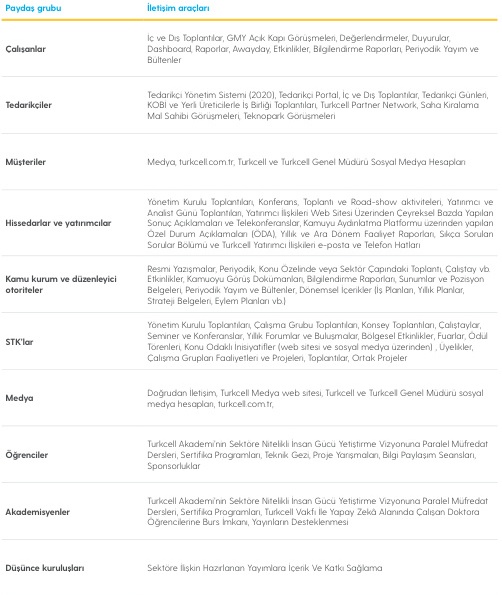 Paydaş grubu İletişim araçları
Çalışanlar
İç ve Dış Toplantılar, GMY Açık Kapı Görüşmeleri, Değerlendirmeler, Duyurular,
Dashboard, Raporlar, Awayday, Etkinlikler, Bilgilendirme Raporları, Periyodik Yayım ve
Bültenler
Tedarikçiler
Tedarikçi Yönetim Sistemi (2020), Tedarikçi Portal, İç ve Dış Toplantılar, Tedarikçi Günleri,
KOBİ ve Yerli Üreticilerle İş Birliği Toplantıları, Turkcell Partner Network, Saha Kiralama
Mal Sahibi Görüşmeleri, Teknopark Görüşmeleri
Müşteriler
Medya, turkcell.com.tr, Turkcell ve Turkcell Genel Müdürü Sosyal Medya Hesapları
Hissedarlar ve yatırımcılar
Yönetim Kurulu Toplantıları, Konferans, Toplantı ve Road-show aktiviteleri, Yatırımcı ve
Analist Günü Toplantıları, Yatırımcı İlişkileri Web Sitesi Üzerinden Çeyreksel Bazda Yapılan
Sonuç Açıklamaları ve Telekonferanslar, Kamuyu Aydınlatma Platformu üzerinden yapılan
Özel Durum Açıklamaları (ÖDA), Yıllık ve Ara Dönem Faaliyet Raporları, Sıkça Sorulan
Sorular Bölümü ve Turkcell Yatırımcı İlişkileri e-posta ve Telefon Hatları
Kamu kurum ve düzenleyici
otoriteler
Resmi Yazışmalar, Periyodik, Konu Özelinde veya Sektör Çapındaki Toplantı, Çalıştay vb.
Etkinlikler, Kamuoyu Görüş Dokümanları, Bilgilendirme Raporları, Sunumlar ve Pozisyon
Belgeleri, Periyodik Yayım ve Bültenler, Dönemsel İçerikler (İş Planları, Yıllık Planlar,
Strateji Belgeleri, Eylem Planları vb.)
STK'lar
Yönetim Kurulu Toplantıları, Çalışma Grubu Toplantıları, Konsey Toplantıları, Çalıştaylar,
Seminer ve Konferanslar, Yıllık Forumlar ve Buluşmalar, Bölgesel Etkinlikler, Fuarlar, Ödül
Törenleri, Konu Odaklı İnisiyatifler (web sitesi ve sosyal medya üzerinden) , Üyelikler,
Çalışma Grupları Faaliyetleri ve Projeleri, Toplantılar, Ortak Projeler
Medya
Doğrudan İletişim, Turkcell Medya web sitesi, Turkcell ve Turkcell Genel Müdürü sosyal
medya hesapları, turkcell.com.tr,
Öğrenciler
Turkcell Akademi'nin Sektöre Nitelikli İnsan Gücü Yetiştirme Vizyonuna Paralel Müfredat
Dersleri, Sertifika Programları, Teknik Gezi, Proje Yarışmaları, Bilgi Paylaşım Seansları,
Sponsorluklar
Akademisyenler
Turkcell Akademi'nin Sektöre Nitelikli İnsan Gücü Yetiştirme Vizyonuna Paralel Müfredat
Dersleri, Sertifika Programları, Turkcell Vakfı İle Yapay Zekâ Alanında Çalışan Doktora
Öğrencilerine Burs İmkanı, Yayınların Desteklenmesi
Düşünce kuruluşları
Sektöre İlişkin Hazırlanan Yayımlara İçerik Ve Katkı Sağlama